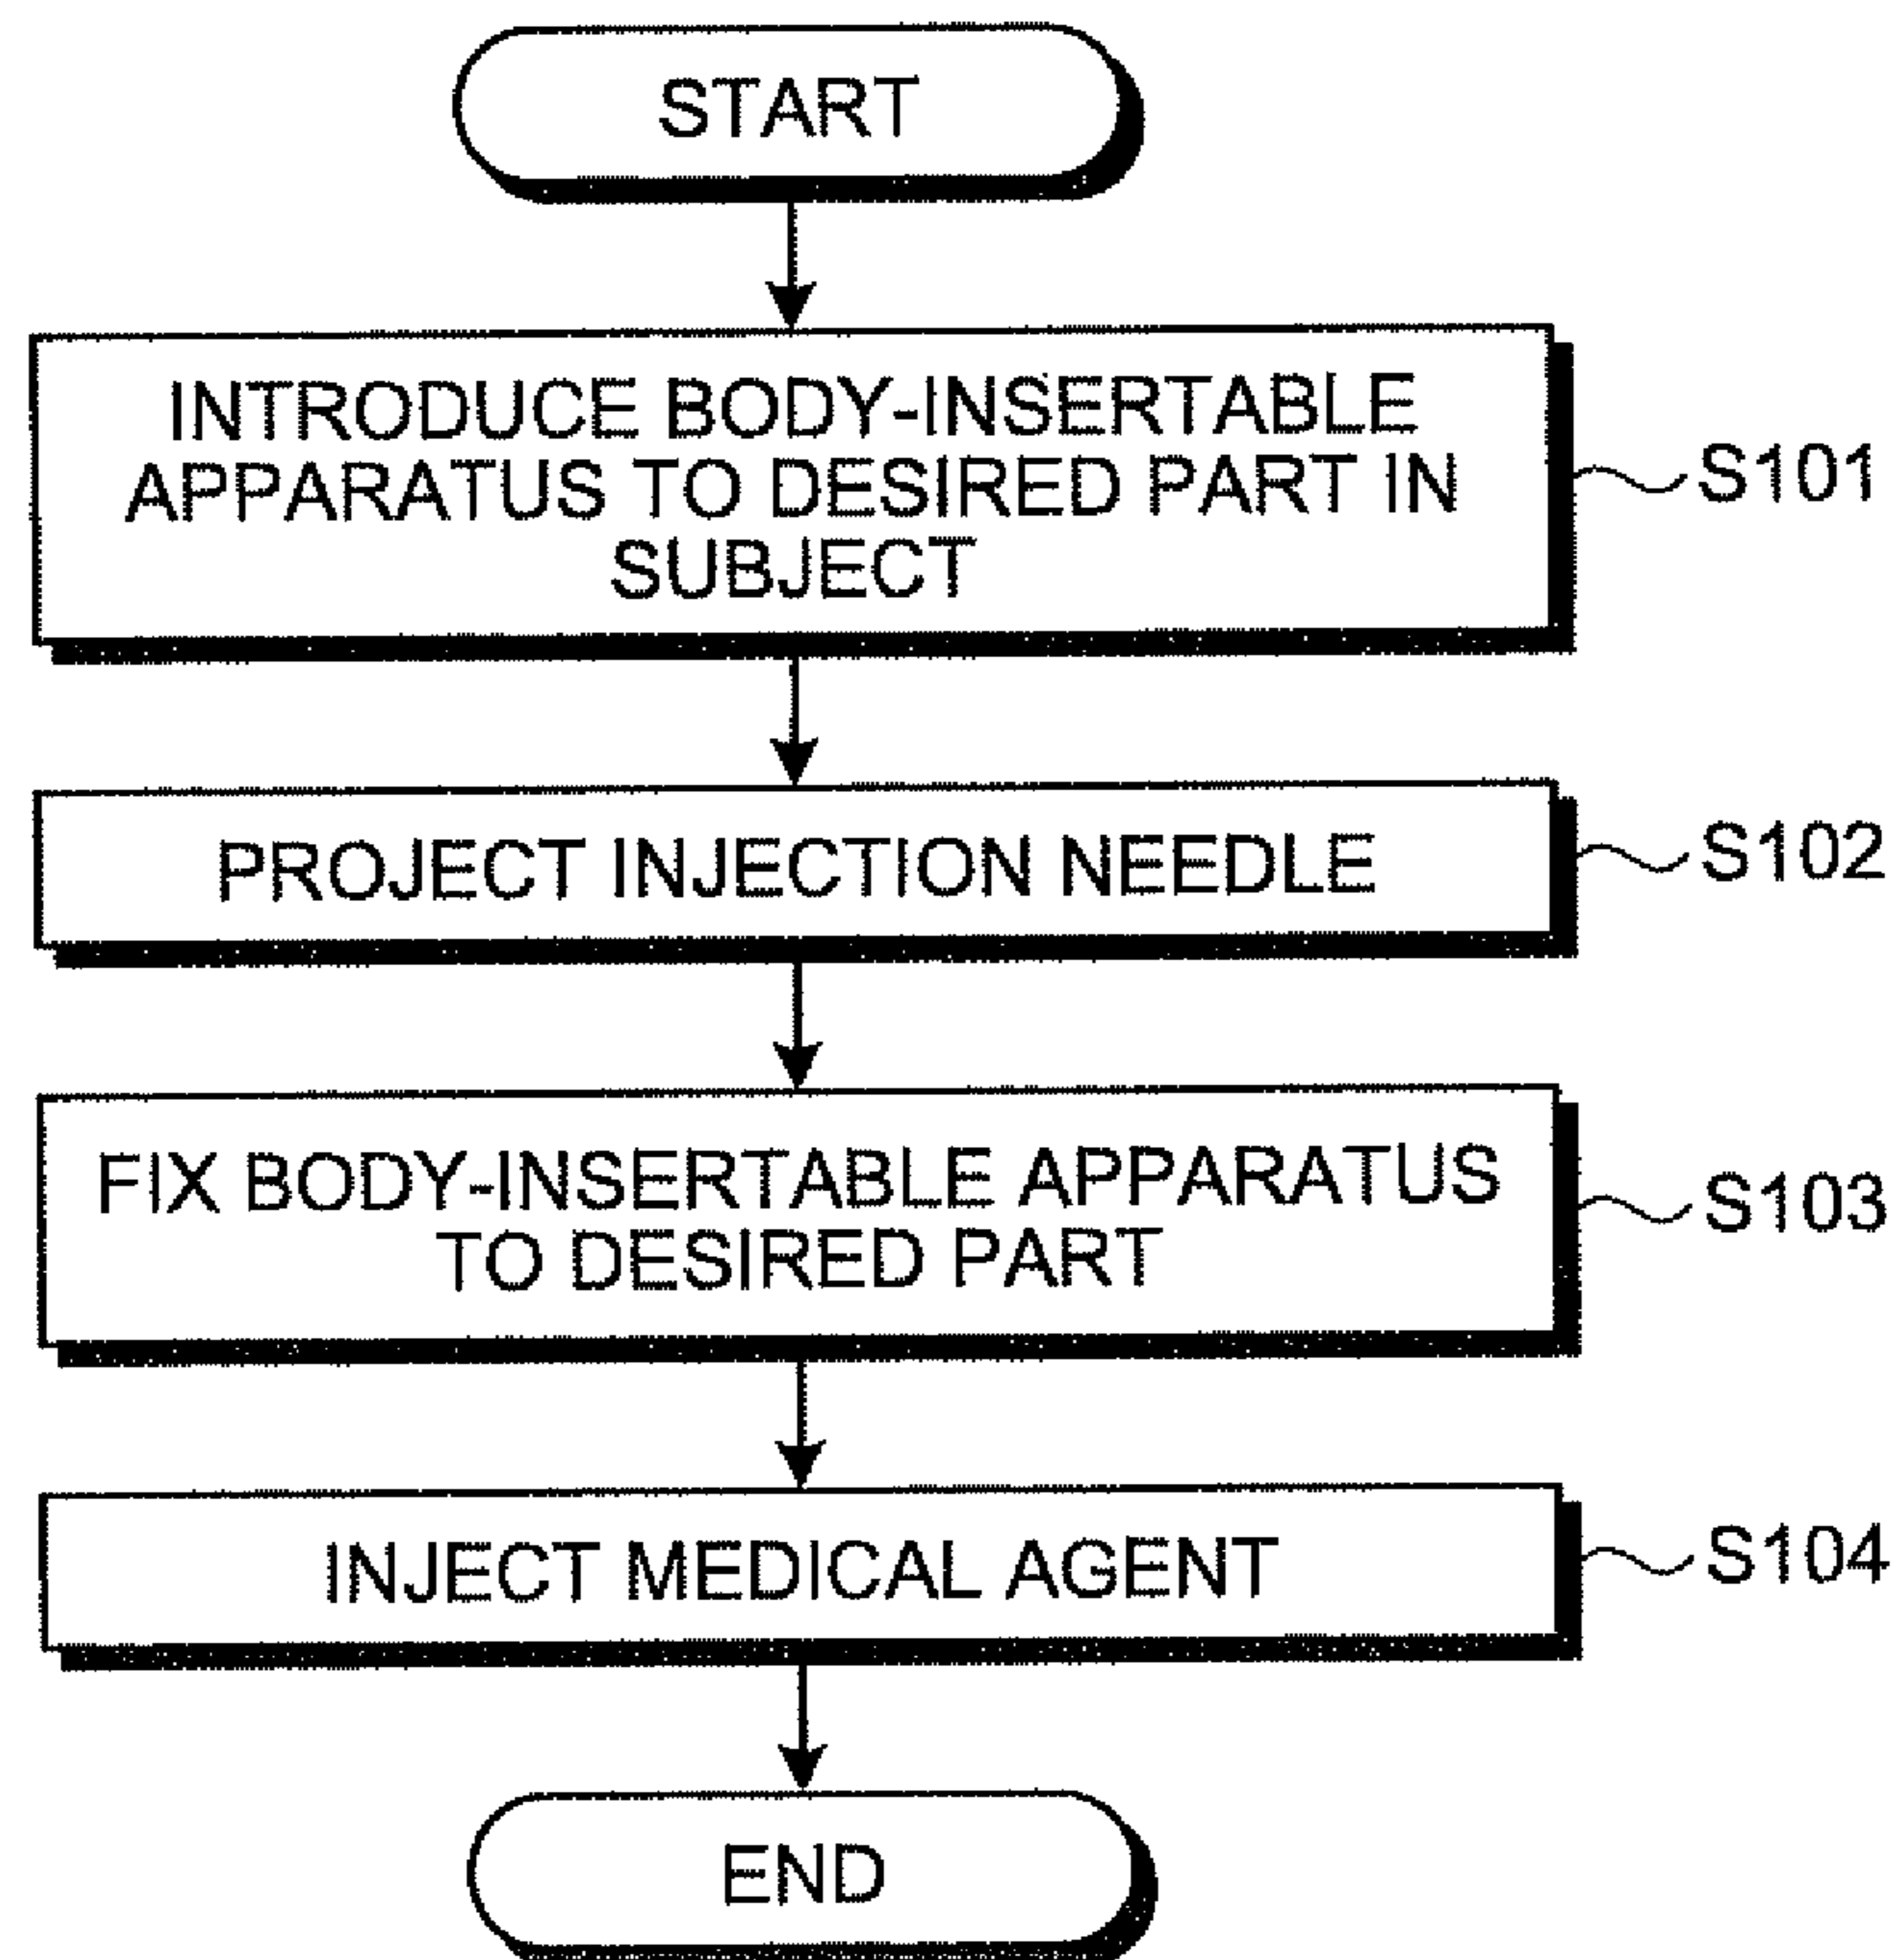 START
INTRODUCE BODY-INSERTABLE
APPARATUS TO DESIRED PART IN
SUBJECT
S101
PROJECT INJECTION NEEDLE
S102
FIX BODY-INSERTABLE APPARATUS
TO DESIRED PART
S103
INJECT MEDICAL AGENT
S104
END